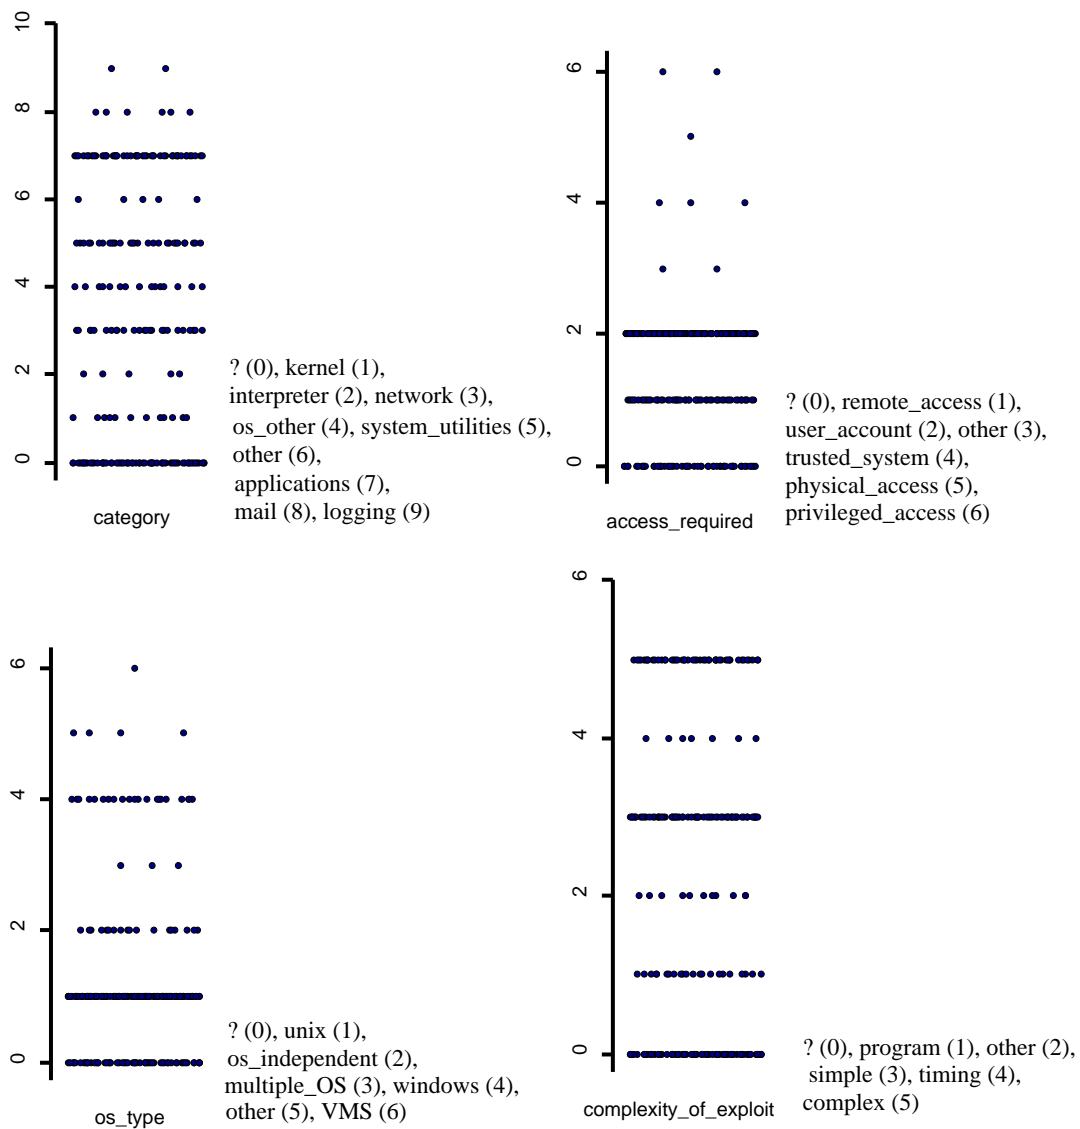 10
8
6
4
2
0
category
? (0), kernel (1),
interpreter (2), network (3),
os_other (4), system_utilities (5),
other (6),
applications (7),
mail (8), logging (9)
6
4
2
0
access_required
? (0), remote_access (1),
user_account (2), other (3),
trusted_system (4),
physical_access (5),
privileged_access (6)
6
4
2
0
os_type
? (0), unix (1),
os_independent (2),
multiple_OS (3), windows (4),
other (5), VMS (6)
6
4
2
0
complexity_of_exploit
? (0), program (1), other (2),
simple (3), timing (4),
complex (5)